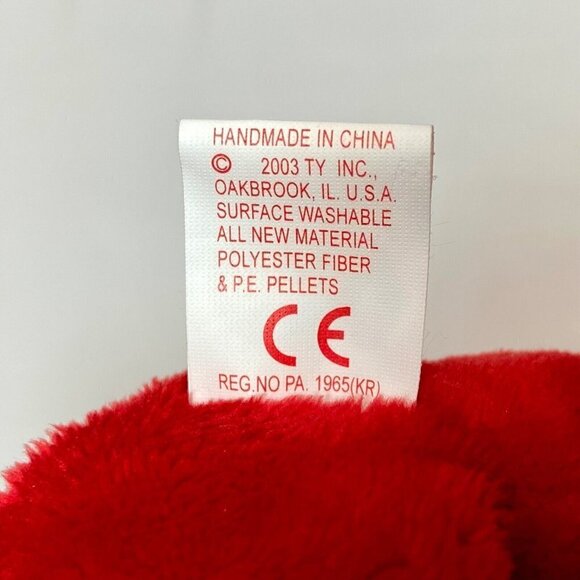 HANDMADE IN CHINA
© 2003 TY INC.,
OAKBROOK, IL. U.S.A.
SURFACE WASHABLE
ALL NEW MATERIAL
POLYESTER FIBER
& P.E. PELLETS
CE
REG.NO PA. 1965(KR)